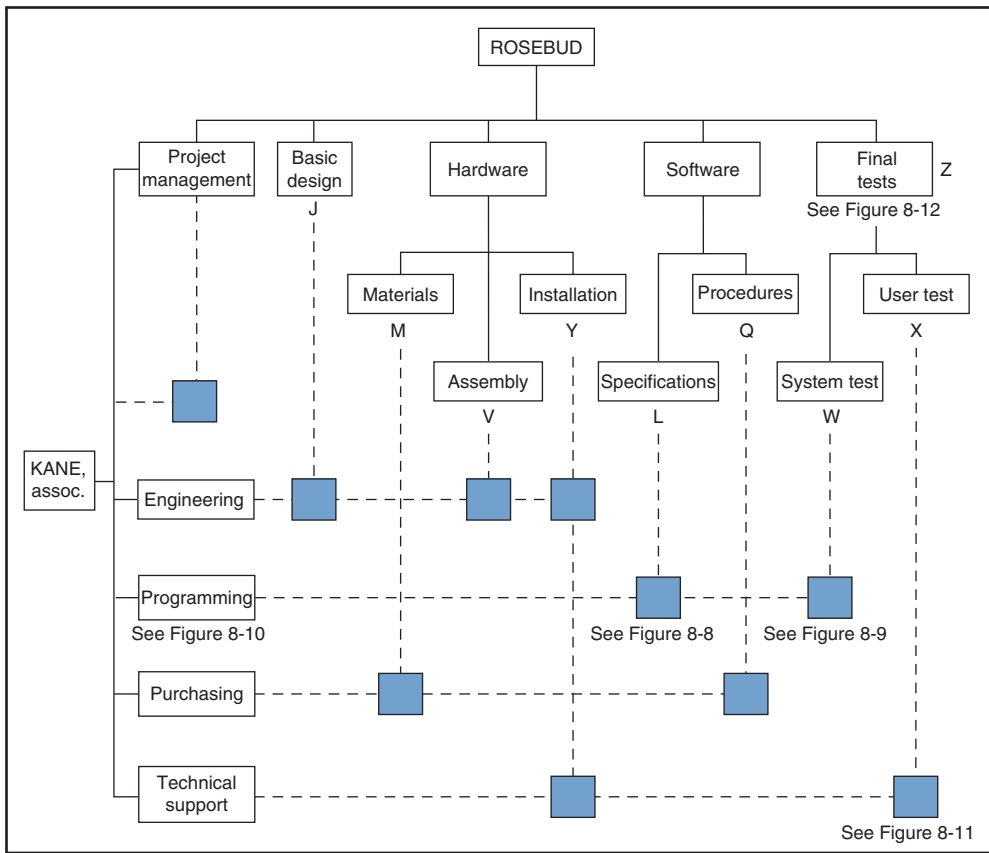 ROSEBUD
Project
management
Basic
design
J
Hardware
Software
Final
tests
Z
See Figure 8-12
Materials
M
Installation
Y
Procedures
Q
User test
X
Assembly
V
Specifications
L
System test
W
KANE,
assoc.
Engineering
Programming
See Figure 8-10
See Figure 8-8
See Figure 8-9
Purchasing
Technical
support
See Figure 8-11